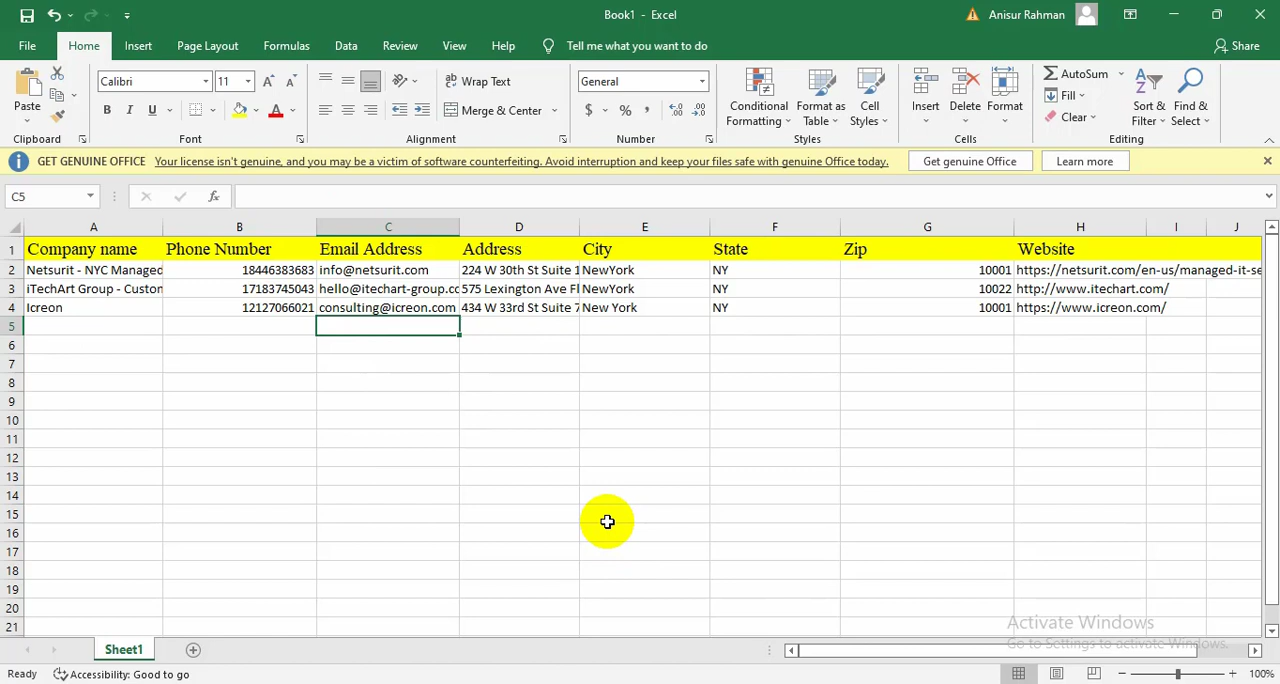 Book1 - Excel
Anisur Rahman
File Home Insert Page Layout Formulas Data Review View Help Tell me what you want to do Share
Paste
Clipboard
Calibri 11
B I U A
Font
Wrap Text
Merge & Center
Alignment
General
$ % ,
Number
Conditional Formatting
Format as Table
Cell Styles
Styles
Insert Delete Format
Cells
AutoSum
Fill
Clear
Sort & Filter
Find & Select
Editing
GET GENUINE OFFICE Your license isn't genuine, and you may be a victim of software counterfeiting. Avoid interruption and keep your files safe with genuine Office today. Get genuine Office Learn more
C5 fx
A B C D E F G H I J
1 Company name Phone Number Email Address Address City State Zip Website
2 Netsurit - NYC Managed 18446383683 info@netsurit.com 224 W 30th St Suite 1 NewYork NY 10001 https://netsurit.com/en-us/managed-it-se
3 iTechArt Group - Custon 17183745043 hello@itechart-group.co 575 Lexington Ave Fl NewYork NY 10022 http://www.itechart.com/
4 Icreon 12127066021 consulting@icreon.com 434 W 33rd St Suite 7 New York NY 10001 https://www.icreon.com/
5
6
7
8
9
10
11
12
13
14
15
16
17
18
19
20
21
Activate Windows
Go to Settings to activate Windows.
Sheet1
Ready Accessibility: Good to go 100%